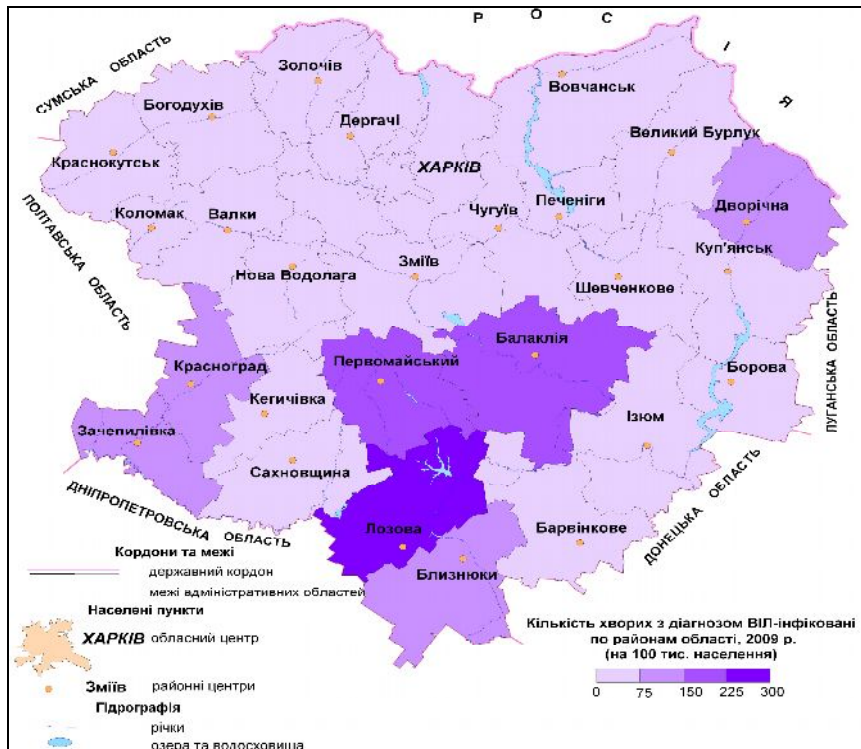 Р О С І Я
СУМСЬКА ОБЛАСТЬ
Золочів
Богодухів
Вовчанськ
Дергачі
Великий Бурлук
Краснокутськ
ХАРКІВ
ПОЛТАВСЬКА ОБЛАСТЬ
Коломак
Валки
Чугуїв
Печеніги
Дворічна
Нова Водолага
Зміїв
Шевченкове
Куп'янськ
ЛУГАНСЬКА ОБЛАСТЬ
Красноград
Первомайський
Балаклія
Борова
Кегичівка
Зачепилівка
Ізюм
Сахновщина
ДНІПРОПЕТРОВСЬКА ОБЛАСТЬ
ДОНЕЦЬКА ОБЛАСТЬ
Лозова
Барвінкове
Близнюки
Кордони та межі
державний кордон
межі адміністративних областей
Населені пункти
ХАРКІВ обласний центр
Зміїв районні центри
Гідрографія
річки
озера та водосховища
Кількість хворих з діагнозом ВІЛ-інфіковані
по районам області, 2009 р.
(на 100 тис. населення)
0 75 150 225 300